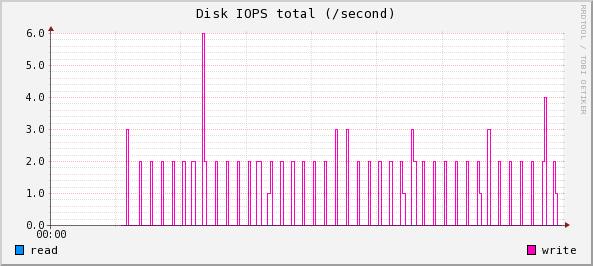 Disk IOPS total (/second)
RRDTOOL / TOBI OETIKER
6.0
5.0
4.0
3.0
2.0
1.0
0.0
00:00
read
write